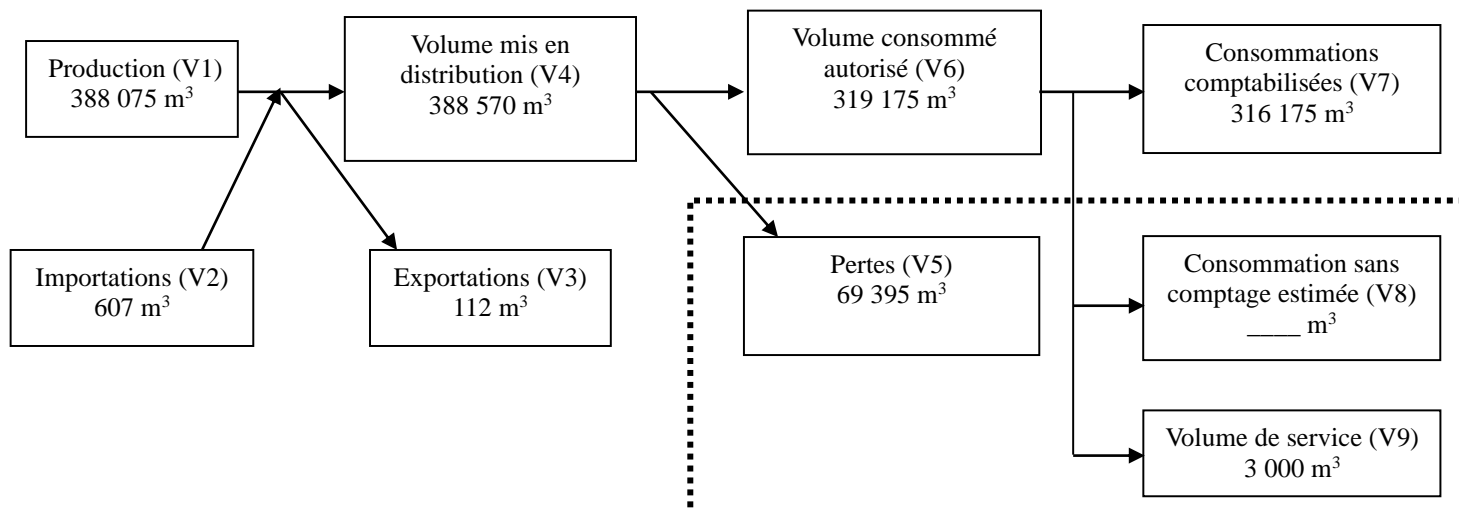 Production (V1)
388 075 m³
Volume mis en
distribution (V4)
388 570 m³
Volume consommé
autorisé (V6)
319 175 m³
Consommations
comptabilisées (V7)
316 175 m³
Importations (V2)
607 m³
Exportations (V3)
112 m³
Pertes (V5)
69 395 m³
Consommation sans
comptage estimée (V8)
____ m³
Volume de service (V9)
3 000 m³